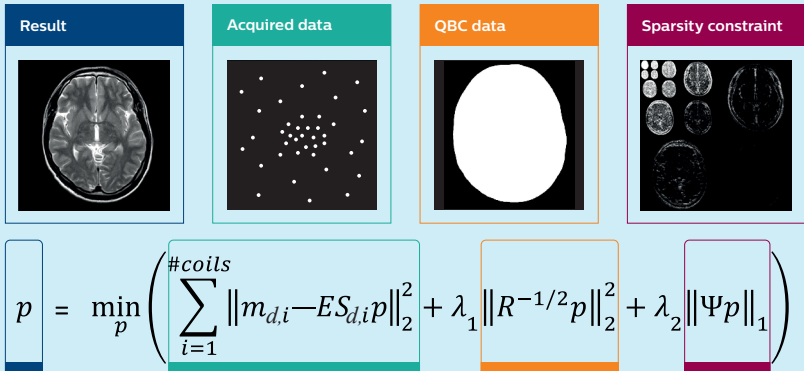 Result
Acquired data
QBC data
Sparsity constraint
p = min_p ( ∑_{i=1}^{#coils} ‖m_{d,i}—ES_{d,i}p‖_2^2 + λ_1‖R^{−1/2}p‖_2^2 + λ_2‖Ψp‖_1 )